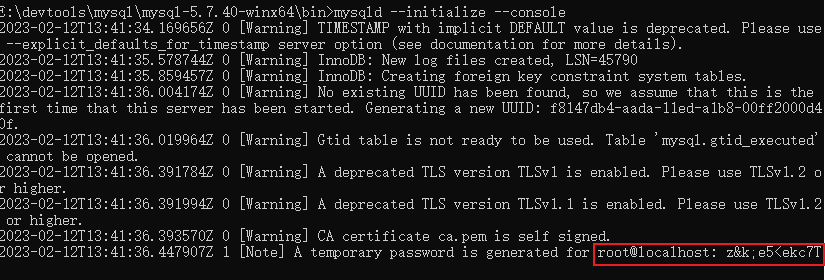 E:\devtools\mysql\mysql-5.7.40-winx64\bin>mysqld --initialize --console
2023-02-12T13:41:34.169656Z 0 [Warning] TIMESTAMP with implicit DEFAULT value is deprecated. Please use
--explicit_defaults_for_timestamp server option (see documentation for more details).
2023-02-12T13:41:35.578744Z 0 [Warning] InnoDB: New log files created, LSN=45790
2023-02-12T13:41:35.859457Z 0 [Warning] InnoDB: Creating foreign key constraint system tables.
2023-02-12T13:41:36.004174Z 0 [Warning] No existing UUID has been found, so we assume that this is the
first time that this server has been started. Generating a new UUID: f8147db4-aada-11ed-a1b8-00ff2000d4
0f.
2023-02-12T13:41:36.019964Z 0 [Warning] Gtid table is not ready to be used. Table 'mysql.gtid_executed'
cannot be opened.
2023-02-12T13:41:36.391784Z 0 [Warning] A deprecated TLS version TLSv1 is enabled. Please use TLSv1.2 o
r higher.
2023-02-12T13:41:36.391994Z 0 [Warning] A deprecated TLS version TLSv1.1 is enabled. Please use TLSv1.2
or higher.
2023-02-12T13:41:36.393570Z 0 [Warning] CA certificate ca.pem is self signed.
2023-02-12T13:41:36.447907Z 1 [Note] A temporary password is generated for root@localhost: z&k;e5<ekc7T